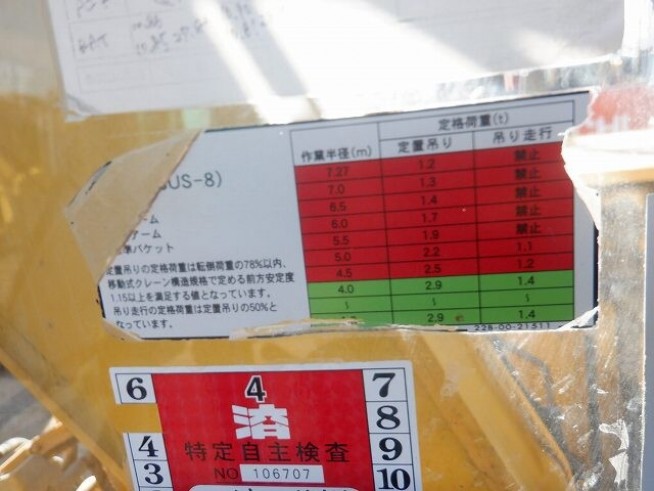 定格荷重(t)
作業半径(m) 定置吊り 吊り走行
7.27 1.2 禁止
7.0 1.3 禁止
6.5 1.4 禁止
6.0 1.7 禁止
5.5 1.9 禁止
5.0 2.2 1.1
4.5 2.5 1.2
4.0 2.9 1.4
~ ~ ~
2.9 1.4
US-8)
ーム
アーム
準バケット
定置吊りの定格荷重は転倒荷重の78%以内、
移動式クレーン構造規格で定める前方安定度
1.15以上を満足する値となっています。
吊り走行の定格荷重は定置吊りの50%と
なっています。
228-00-21511
6 4 7
溶 8
4 特定自主検査 9
3 NO 106707 10